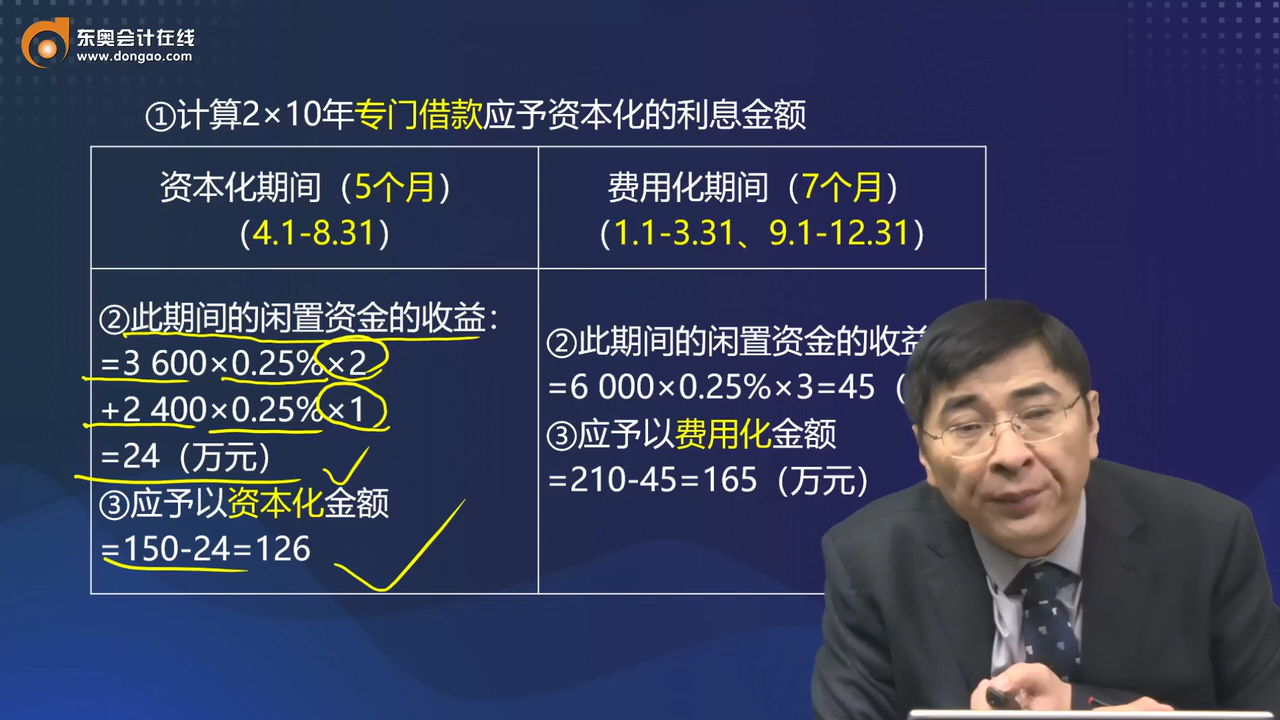 东奥会计在线
www.dongao.com
①计算2×10年专门借款应予资本化的利息金额
资本化期间（5个月）
（4.1-8.31）
费用化期间（7个月）
（1.1-3.31、9.1-12.31）
②此期间的闲置资金的收益：
=3 600×0.25%×2
+2 400×0.25%×1
=24（万元）
③应予以资本化金额
=150-24=126
②此期间的闲置资金的收
=6 000×0.25%×3=45（
③应予以费用化金额
=210-45=165（万元）